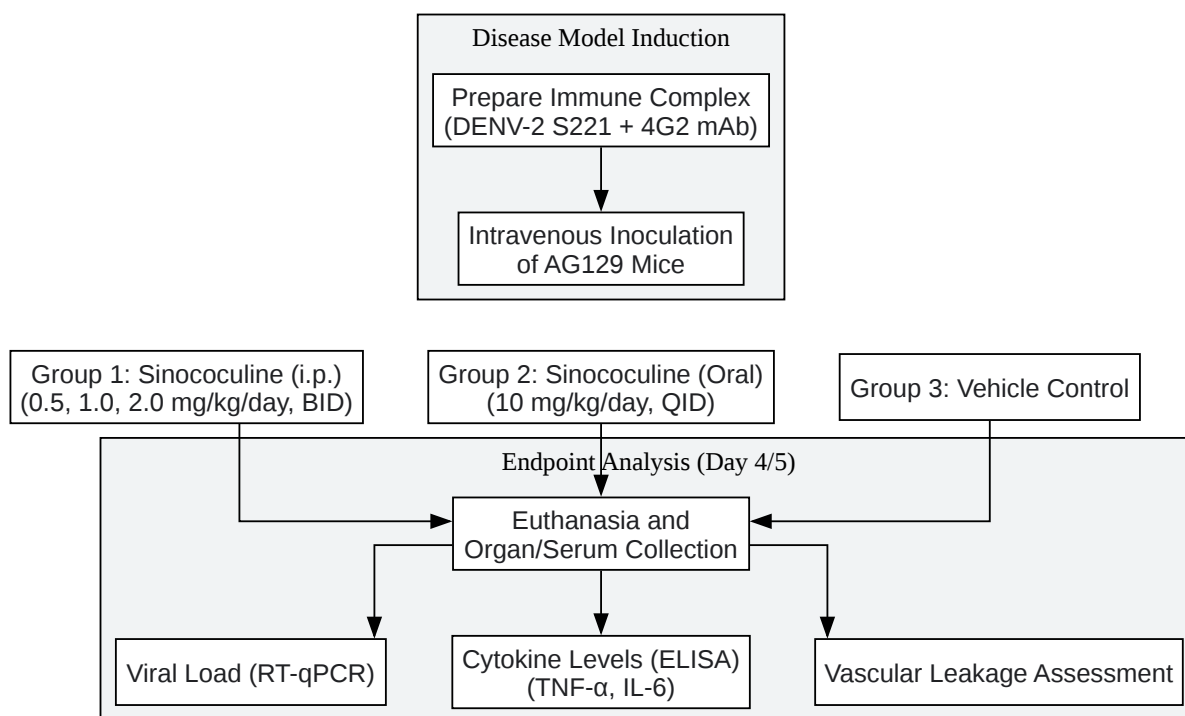 Disease Model Induction
Prepare Immune Complex
(DENV-2 S221 + 4G2 mAb)
Intravenous Inoculation
of AG129 Mice
Group 1: Sinococuline (i.p.)
(0.5, 1.0, 2.0 mg/kg/day, BID)
Group 2: Sinococuline (Oral)
(10 mg/kg/day, QID)
Group 3: Vehicle Control
Endpoint Analysis (Day 4/5)
Euthanasia and
Organ/Serum Collection
Viral Load (RT-qPCR)
Cytokine Levels (ELISA)
(TNF-α, IL-6)
Vascular Leakage Assessment